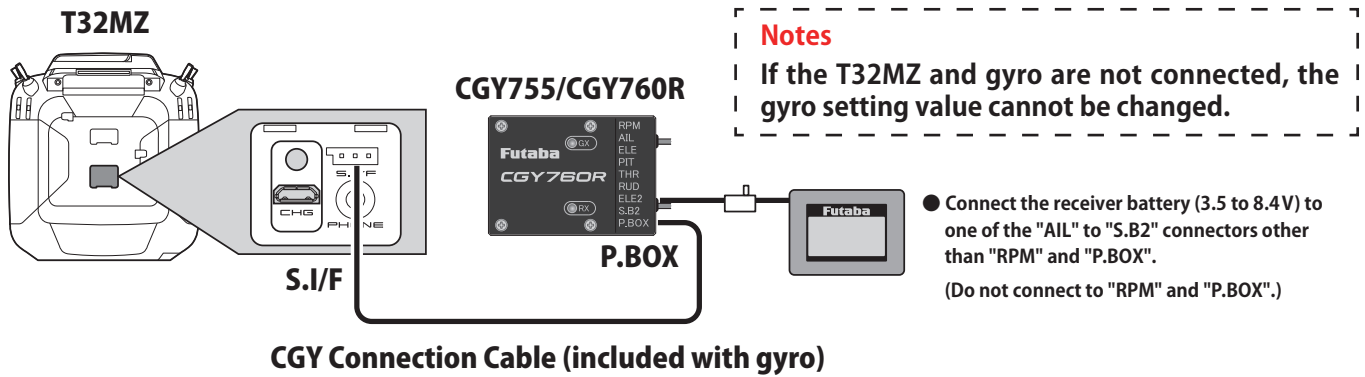 T32MZ
Notes
If the T32MZ and gyro are not connected, the
gyro setting value cannot be changed.
CGY755/CGY760R
Futaba
GX
CGY760R
RX
RPM
AIL
ELE
PIT
THR
RUD
ELE2
S.B2
P.BOX
S.I/F
CHG
PHONE
Futaba
● Connect the receiver battery (3.5 to 8.4V) to
one of the "AIL" to "S.B2" connectors other
than "RPM" and "P.BOX".
(Do not connect to "RPM" and "P.BOX".)
P.BOX
S.I/F
CGY Connection Cable (included with gyro)